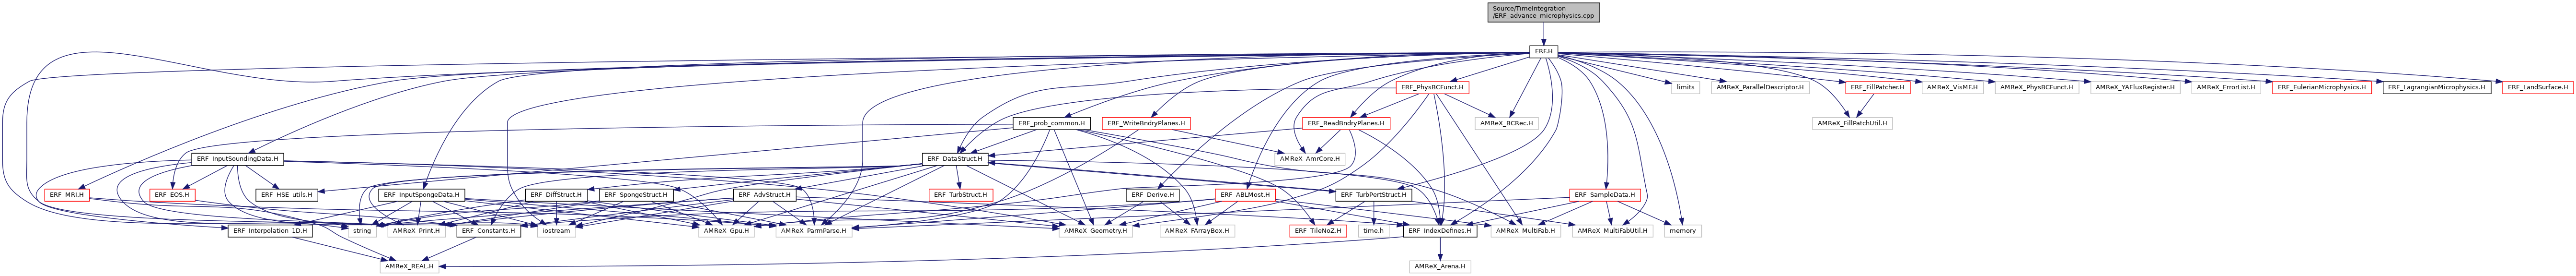 Source/TimeIntegration
/ERF_advance_microphysics.cpp
ERF.H
ERF_PhysBCFunct.H
limits
AMReX_ParallelDescriptor.H
ERF_FillPatcher.H
AMReX_VisMF.H
AMReX_PhysBCFunct.H
AMReX_YAFluxRegister.H
AMReX_ErrorList.H
ERF_EulerianMicrophysics.H
ERF_LagrangianMicrophysics.H
ERF_LandSurface.H
ERF_prob_common.H
ERF_WriteBndryPlanes.H
ERF_ReadBndryPlanes.H
AMReX_BCRec.H
AMReX_FillPatchUtil.H
ERF_InputSoundingData.H
ERF_DataStruct.H
AMReX_AmrCore.H
ERF_MRI.H
ERF_EOS.H
ERF_HSE_utils.H
ERF_InputSpongeData.H
ERF_DiffStruct.H
ERF_SpongeStruct.H
ERF_AdvStruct.H
ERF_TurbStruct.H
ERF_Derive.H
ERF_ABLMost.H
ERF_TurbPertStruct.H
ERF_SampleData.H
ERF_Interpolation_1D.H
string
AMReX_Print.H
ERF_Constants.H
iostream
AMReX_Gpu.H
AMReX_ParmParse.H
AMReX_Geometry.H
AMReX_FArrayBox.H
ERF_TileNoZ.H
time.h
ERF_IndexDefines.H
AMReX_MultiFab.H
AMReX_MultiFabUtil.H
memory
AMReX_REAL.H
AMReX_Arena.H